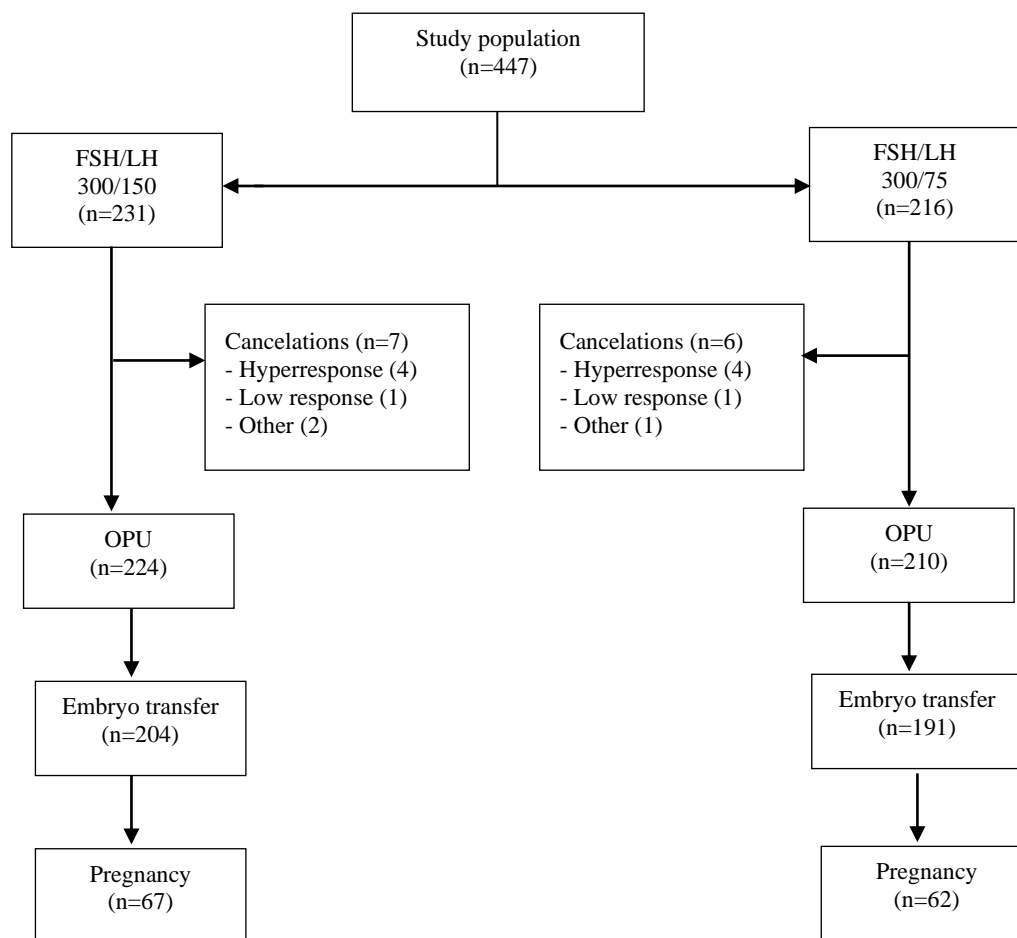 Study population
(n=447)
FSH/LH
300/150
(n=231)
FSH/LH
300/75
(n=216)
Cancelations (n=7)
- Hyperresponse (4)
- Low response (1)
- Other (2)
Cancelations (n=6)
- Hyperresponse (4)
- Low response (1)
- Other (1)
OPU
(n=224)
OPU
(n=210)
Embryo transfer
(n=204)
Embryo transfer
(n=191)
Pregnancy
(n=67)
Pregnancy
(n=62)